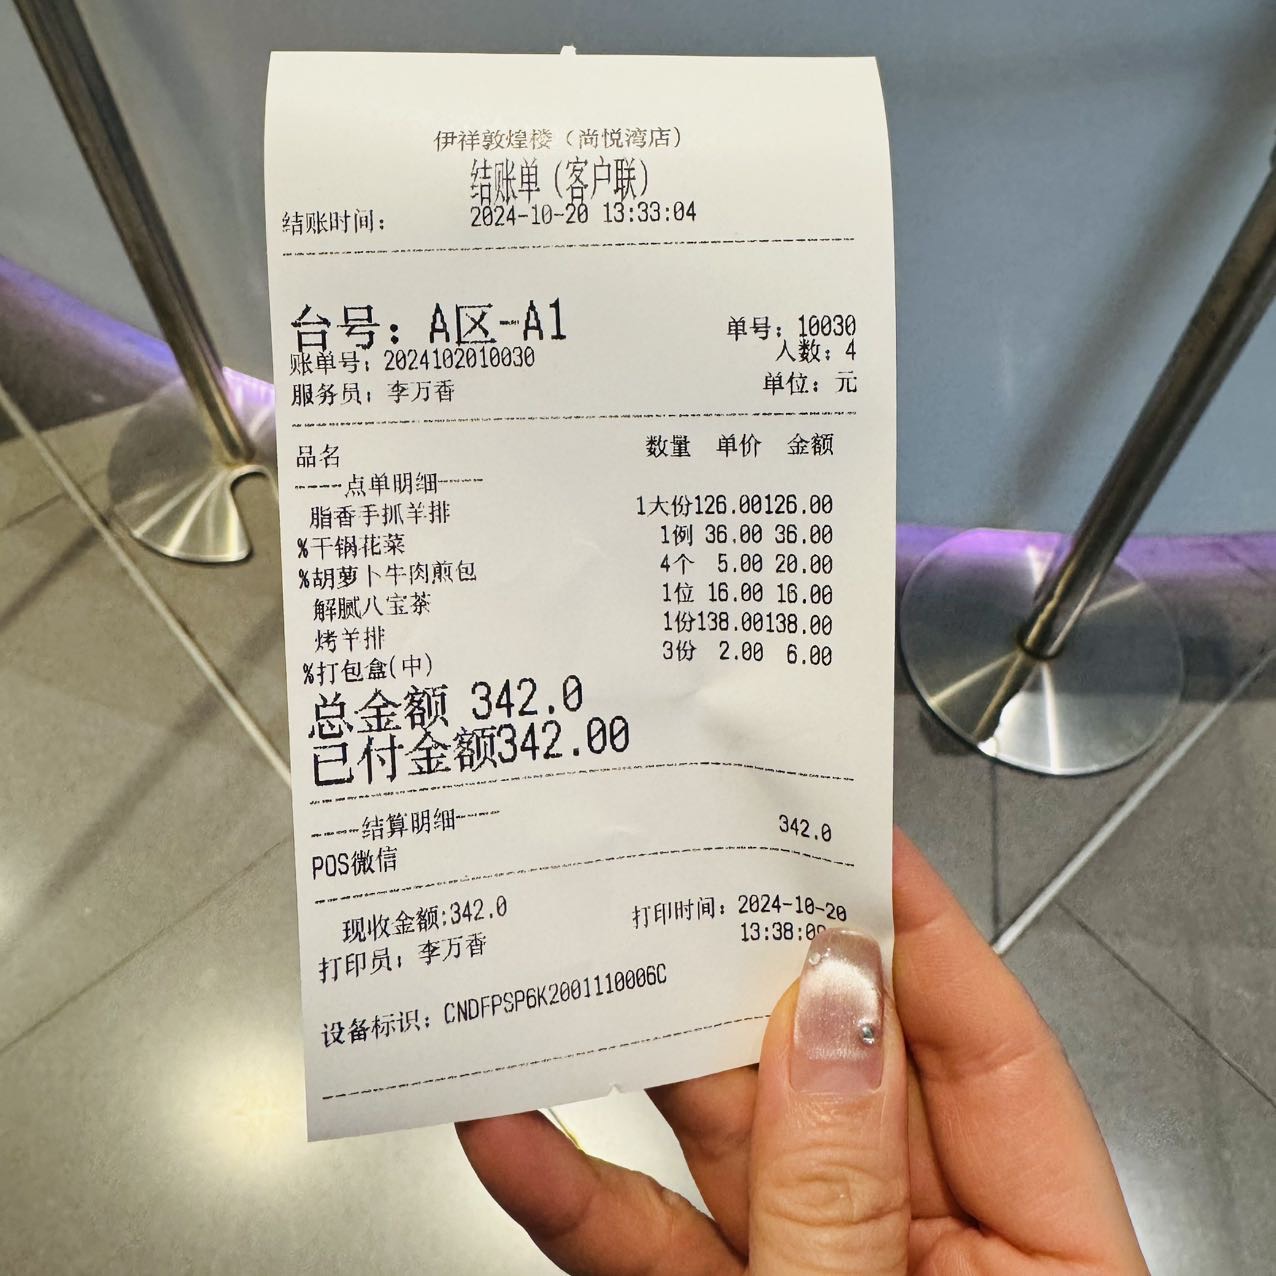 伊祥敦煌楼（尚悦湾店）
结账单（客户联）
结账时间： 2024-10-20 13:33:04
台号：A区-A1 单号：10030
账单号：2024102010030 人数：4
服务员：李万香 单位：元
品名 数量 单价 金额
----点单明细----
脂香手抓羊排 1大份126.00126.00
%干锅花菜 1例 36.00 36.00
%胡萝卜牛肉煎包 4个 5.00 20.00
解腻八宝茶 1位 16.00 16.00
烤羊排 1份138.00138.00
%打包盒(中) 3份 2.00 6.00
总金额 342.0
已付金额342.00
----结算明细----
POS微信 342.0
现收金额:342.0 打印时间：2024-10-20
打印员：李万香 13:38:0
设备标识：CNDFPSP6K2001110006C